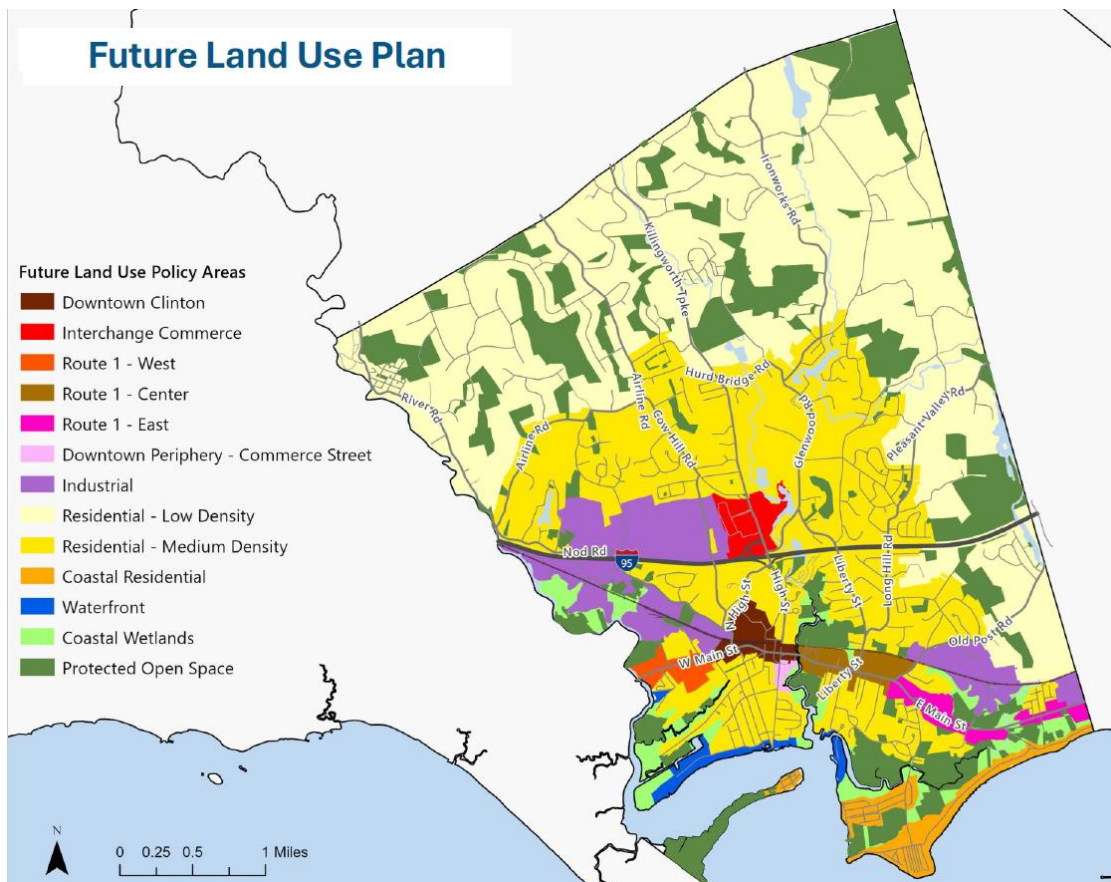 Future Land Use Plan
Future Land Use Policy Areas
Downtown Clinton
Interchange Commerce
Route 1 - West
Route 1 - Center
Route 1 - East
Downtown Periphery - Commerce Street
Industrial
Residential - Low Density
Residential - Medium Density
Coastal Residential
Waterfront
Coastal Wetlands
Protected Open Space
Ironworks Rd
Killingworth Tpke
Hurd Bridge Rd
River Rd
Airline Rd
Airline Rd
Cow Hill Rd
Glenwood Rd
Pleasant Valley Rd
Nod Rd
95
N High St
High St
Liberty St
Long Hill Rd
Old Post Rd
W Main St
Liberty St
E Main St
N
0 0.25 0.5 1 Miles